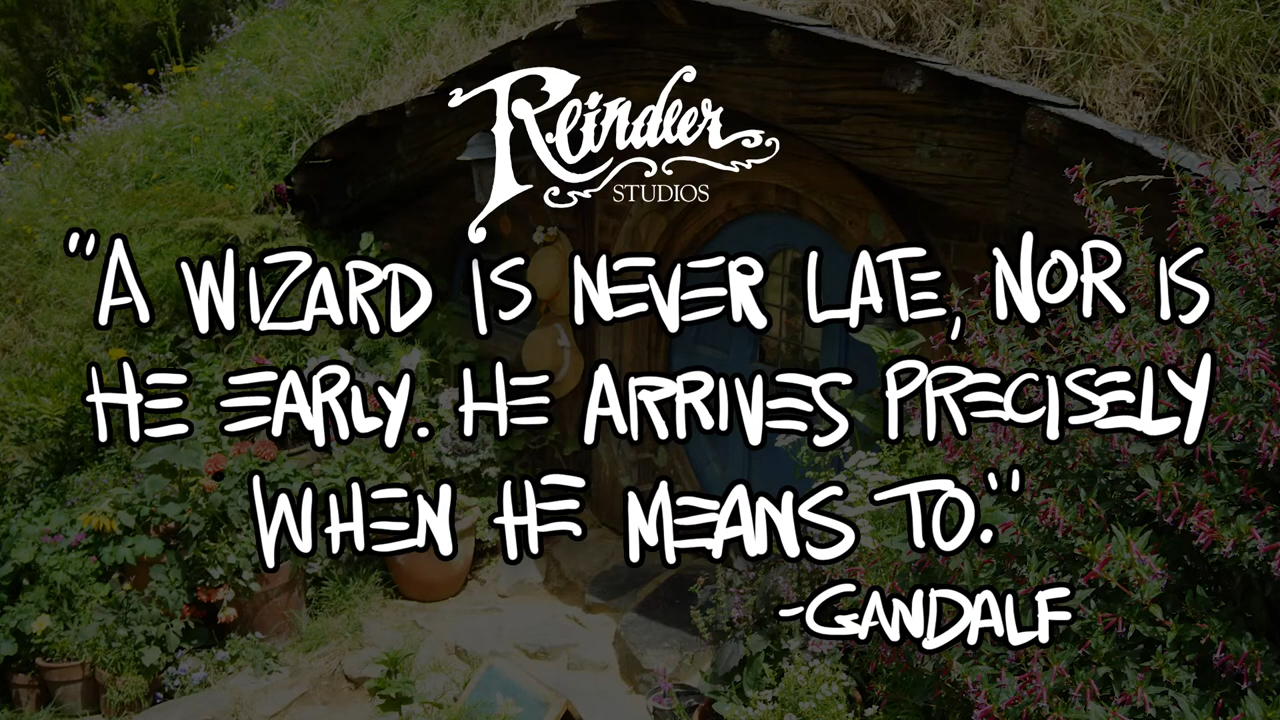 Reindeer
STUDIOS
"A WIZARD IS NEVER LATE, NOR IS
HE EARLY. HE ARRIVES PRECISELY
WHEN HE MEANS TO."
-GANDALF